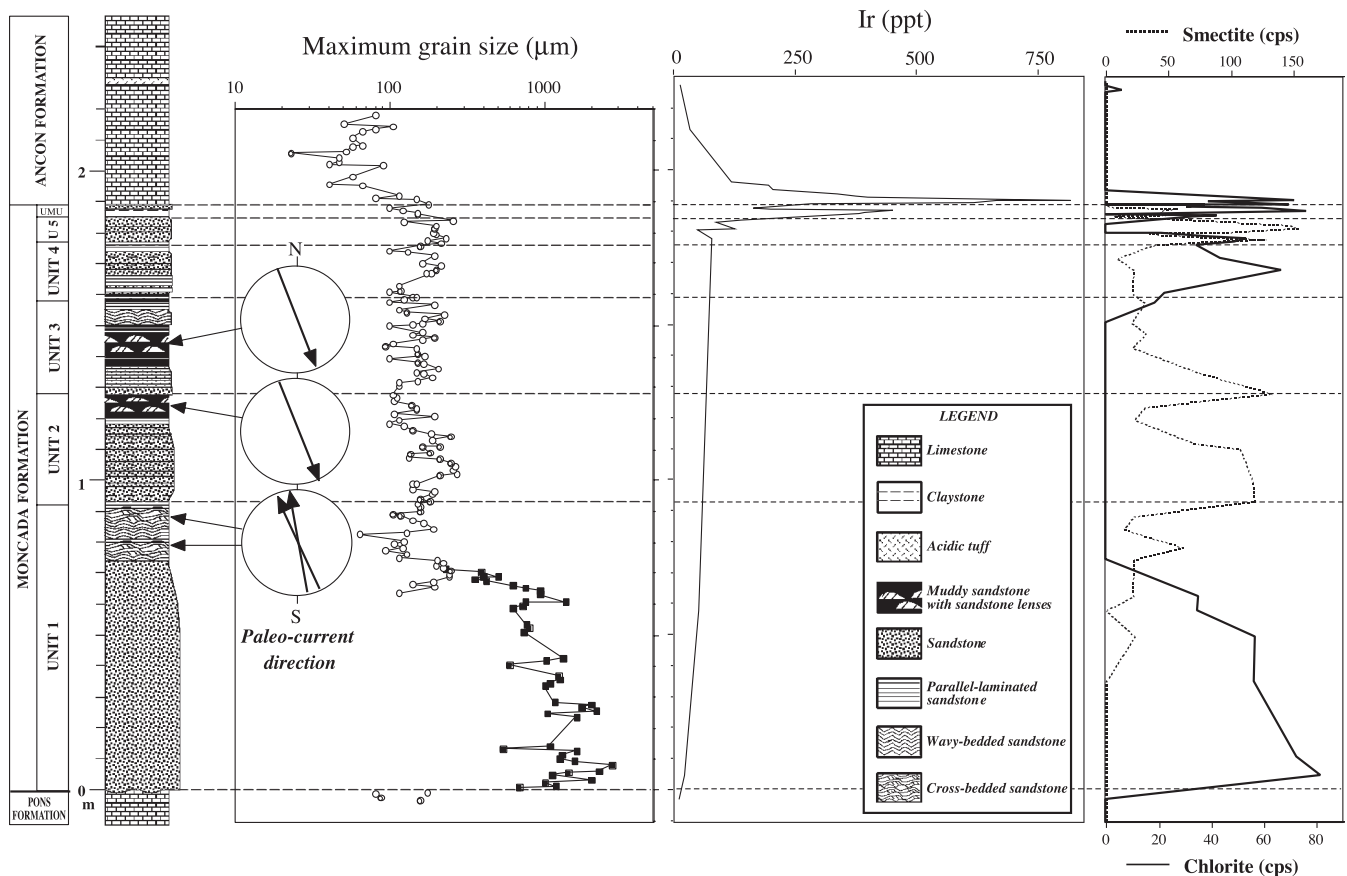 Ir (ppt)
Maximum grain size (μm)
Smectite (cps)
10 100 1000
0 250 500 750
0 50 100 150
ANCON FORMATION
MONCADA FORMATION
PONS
FORMATION
UMU
U 5
UNIT 4
UNIT 3
UNIT 2
UNIT 1
2
1
0
m
N
S
Paleo-current
direction
LEGEND
Limestone
Claystone
Acidic tuff
Muddy sandstone
with sandstone lenses
Sandstone
Parallel-laminated
sandstone
Wavy-bedded sandstone
Cross-bedded sandstone
0 20 40 60 80
Chlorite (cps)